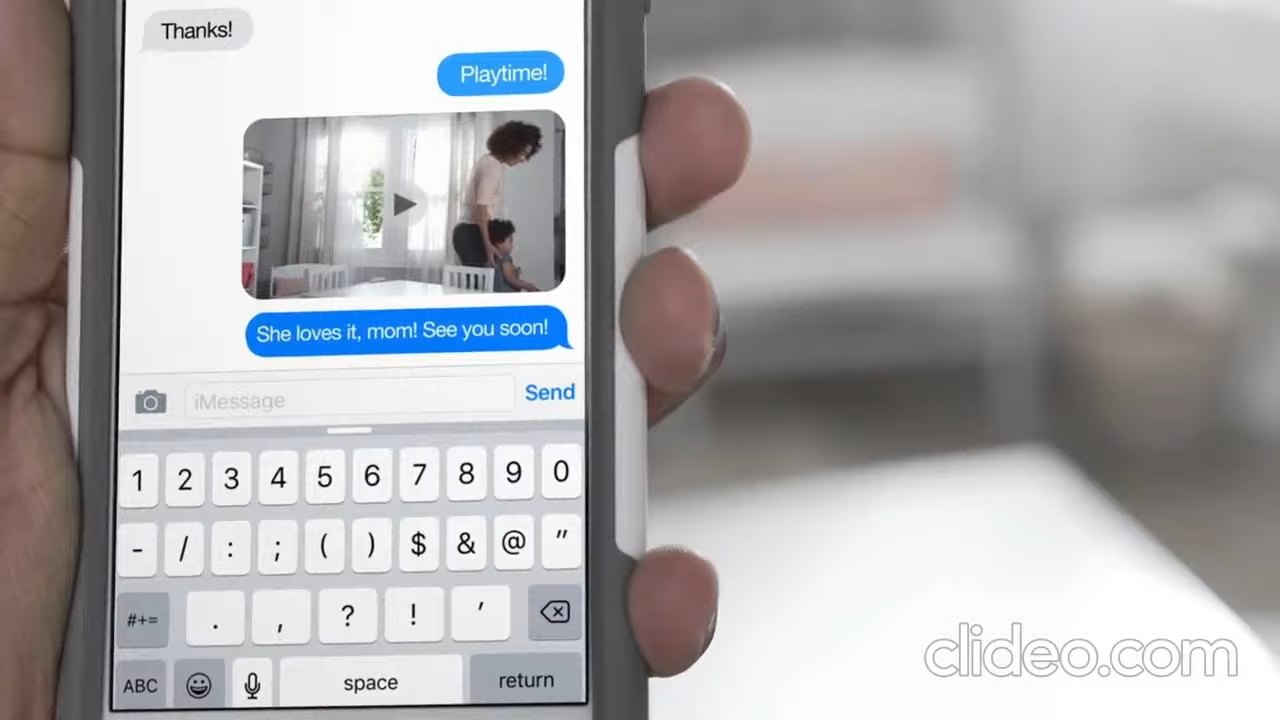 Thanks!
Playtime!
She loves it, mom! See you soon!
iMessage
Send
1 2 3 4 5 6 7 8 9 0
- / : ; ( ) $ & @ "
#+= . , ? ! '
ABC space return
clideo.com